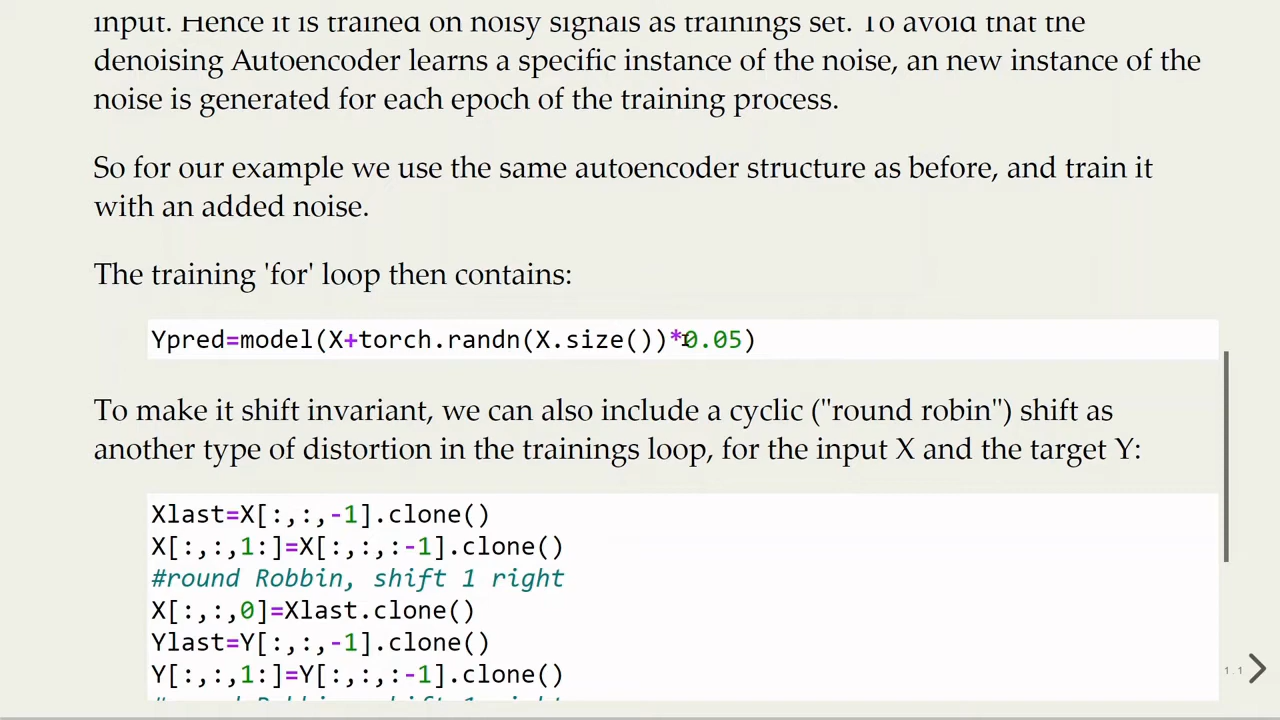 input. Hence it is trained on noisy signals as trainings set. To avoid that the
denoising Autoencoder learns a specific instance of the noise, an new instance of the
noise is generated for each epoch of the training process.
So for our example we use the same autoencoder structure as before, and train it
with an added noise.
The training 'for' loop then contains:
Ypred=model(X+torch.randn(X.size())*0.05)
To make it shift invariant, we can also include a cyclic ("round robin") shift as
another type of distortion in the trainings loop, for the input X and the target Y:
Xlast=X[:,:,-1].clone()
X[:,:,1:]=X[:,:,:-1].clone()
#round Robbin, shift 1 right
X[:,:,0]=Xlast.clone()
Ylast=Y[:,:,-1].clone()
Y[:,:,1:]=Y[:,:,:-1].clone()
1.1